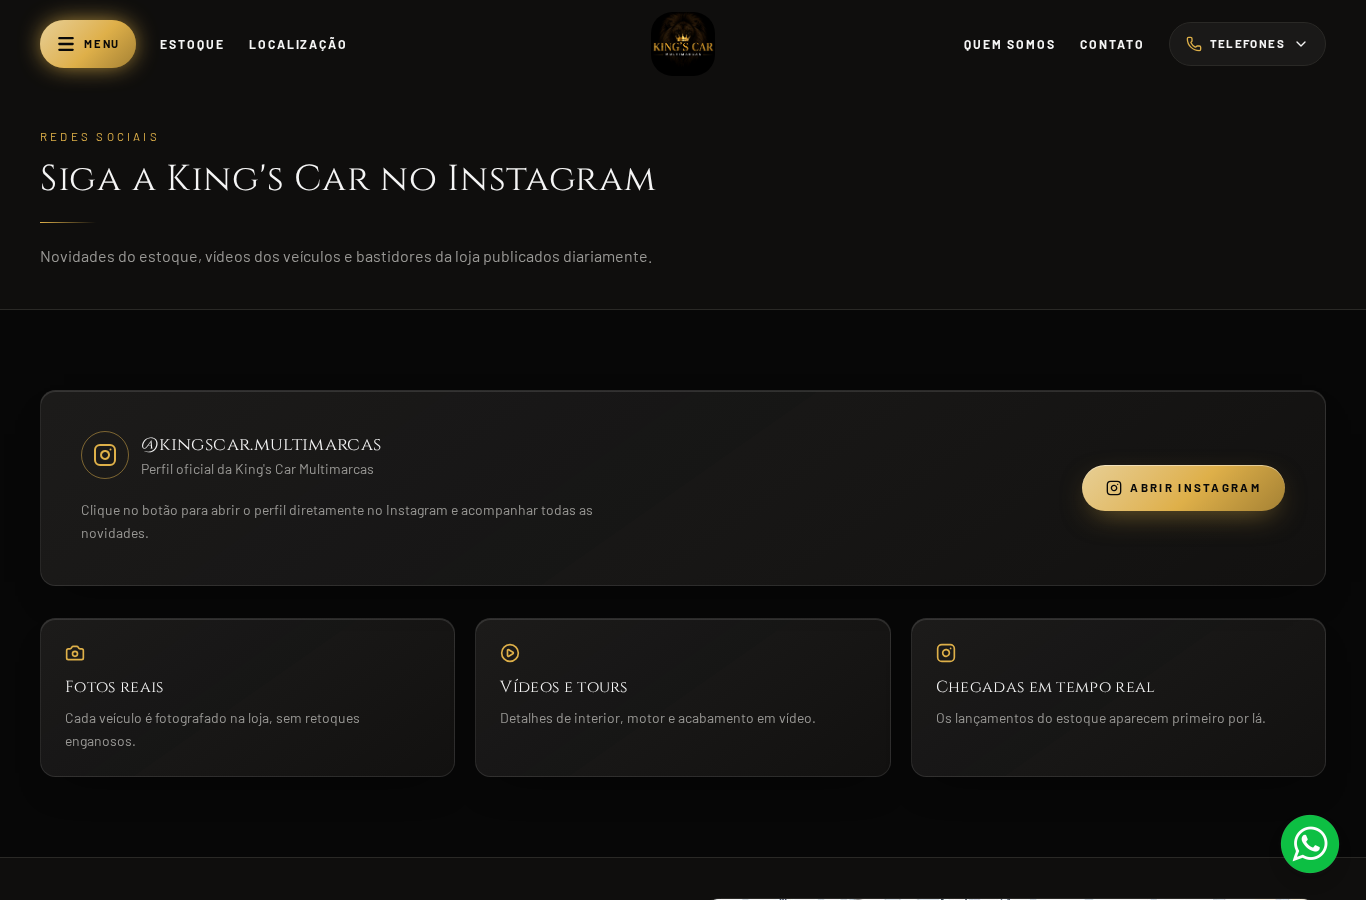 MENU
ESTOQUE
LOCALIZAÇÃO
KING'S CAR
MULTIMARCAS
QUEM SOMOS
CONTATO
TELEFONES
REDES SOCIAIS
Siga a King's Car no Instagram
Novidades do estoque, vídeos dos veículos e bastidores da loja publicados diariamente.
@kingscar.multimarcas
Perfil oficial da King's Car Multimarcas
Clique no botão para abrir o perfil diretamente no Instagram e acompanhar todas as
novidades.
ABRIR INSTAGRAM
Fotos reais
Cada veículo é fotografado na loja, sem retoques
enganosos.
Vídeos e tours
Detalhes de interior, motor e acabamento em vídeo.
Chegadas em tempo real
Os lançamentos do estoque aparecem primeiro por lá.